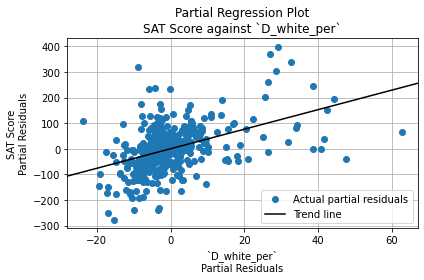 Partial Regression Plot
SAT Score against `D_white_per`
400
300
200
100
0
−100
−200
−300
SAT Score
Partial Residuals
Actual partial residuals
Trend line
−20
0
20
40
60
`D_white_per`
Partial Residuals